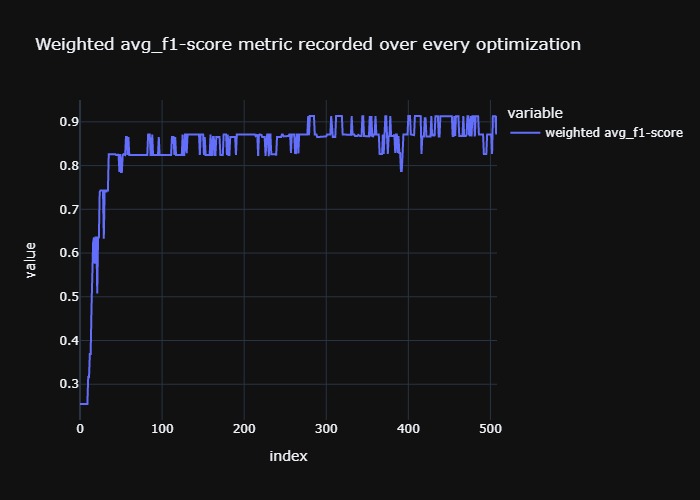 Weighted avg_f1-score metric recorded over every optimization
variable
weighted avg_f1-score
0.9
0.8
0.7
0.6
0.5
0.4
0.3
value
0 100 200 300 400 500
index